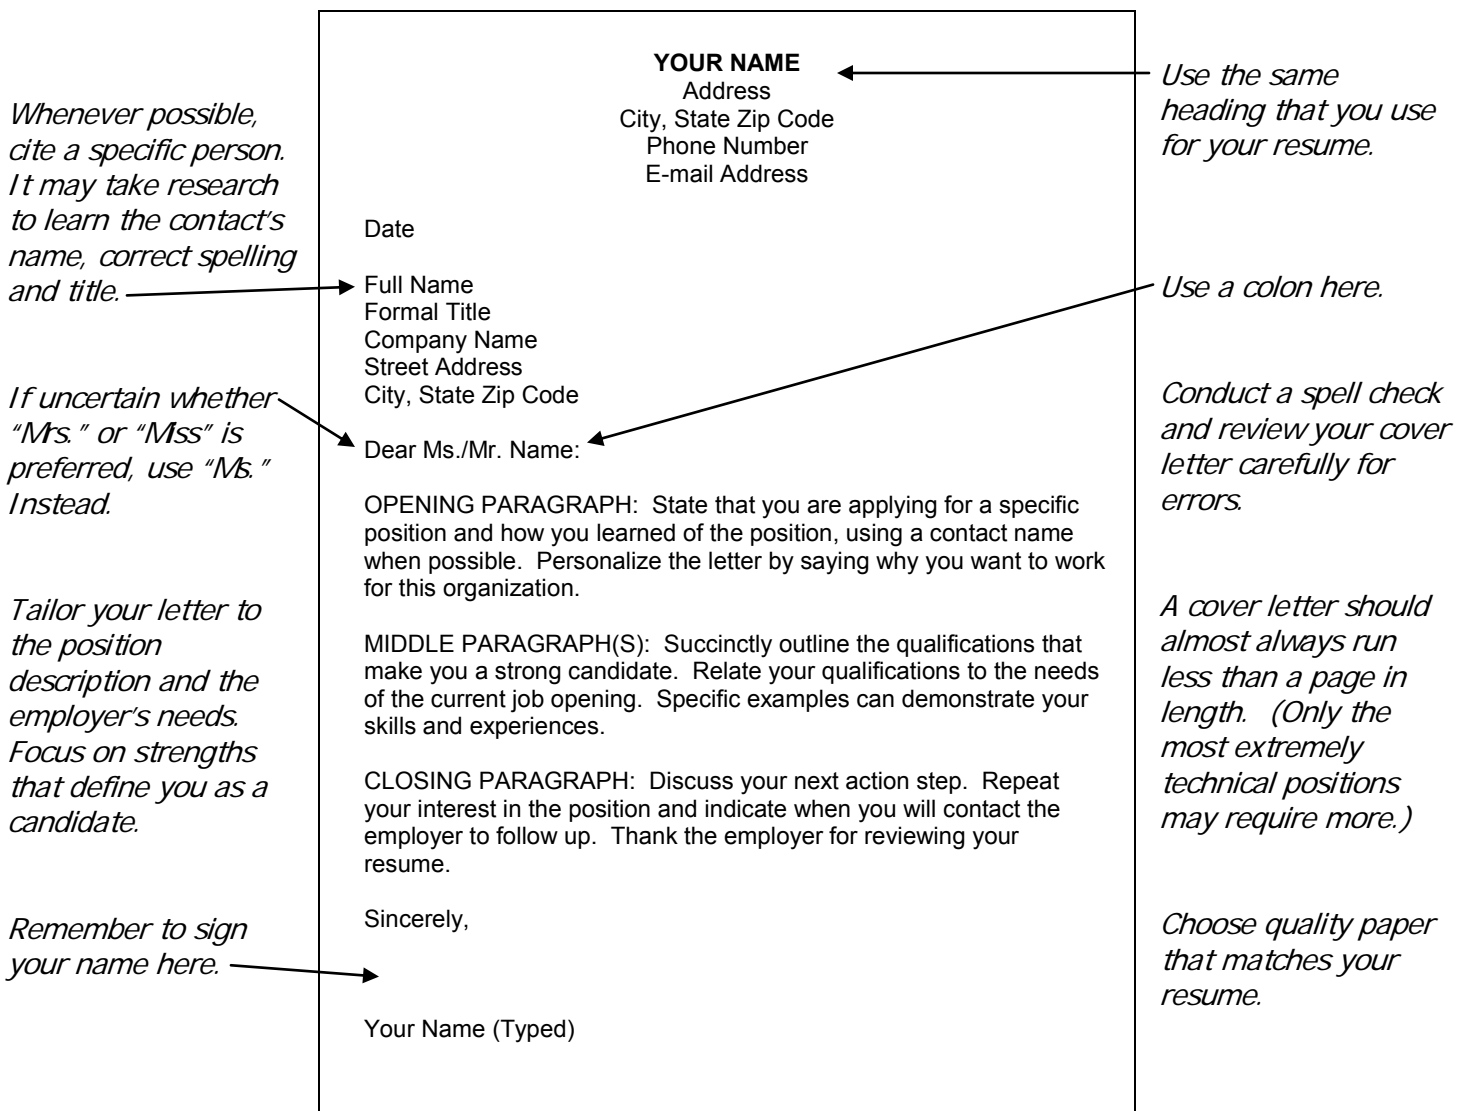 Whenever possible,
cite a specific person.
It may take research
to learn the contact's
name, correct spelling
and title.
If uncertain whether
"Mrs." or "Miss" is
preferred, use "Ms."
Instead.
Tailor your letter to
the position
description and the
employer's needs.
Focus on strengths
that define you as a
candidate.
Remember to sign
your name here.
YOUR NAME
Address
City, State Zip Code
Phone Number
E-mail Address
Date
Full Name
Formal Title
Company Name
Street Address
City, State Zip Code
Dear Ms./Mr. Name:
OPENING PARAGRAPH:  State that you are applying for a specific
position and how you learned of the position, using a contact name
when possible.  Personalize the letter by saying why you want to work
for this organization.
MIDDLE PARAGRAPH(S):  Succinctly outline the qualifications that
make you a strong candidate.  Relate your qualifications to the needs
of the current job opening.  Specific examples can demonstrate your
skills and experiences.
CLOSING PARAGRAPH:  Discuss your next action step.  Repeat
your interest in the position and indicate when you will contact the
employer to follow up.  Thank the employer for reviewing your
resume.
Sincerely,
Your Name (Typed)
Use the same
heading that you use
for your resume.
Use a colon here.
Conduct a spell check
and review your cover
letter carefully for
errors.
A cover letter should
almost always run
less than a page in
length.  (Only the
most extremely
technical positions
may require more.)
Choose quality paper
that matches your
resume.